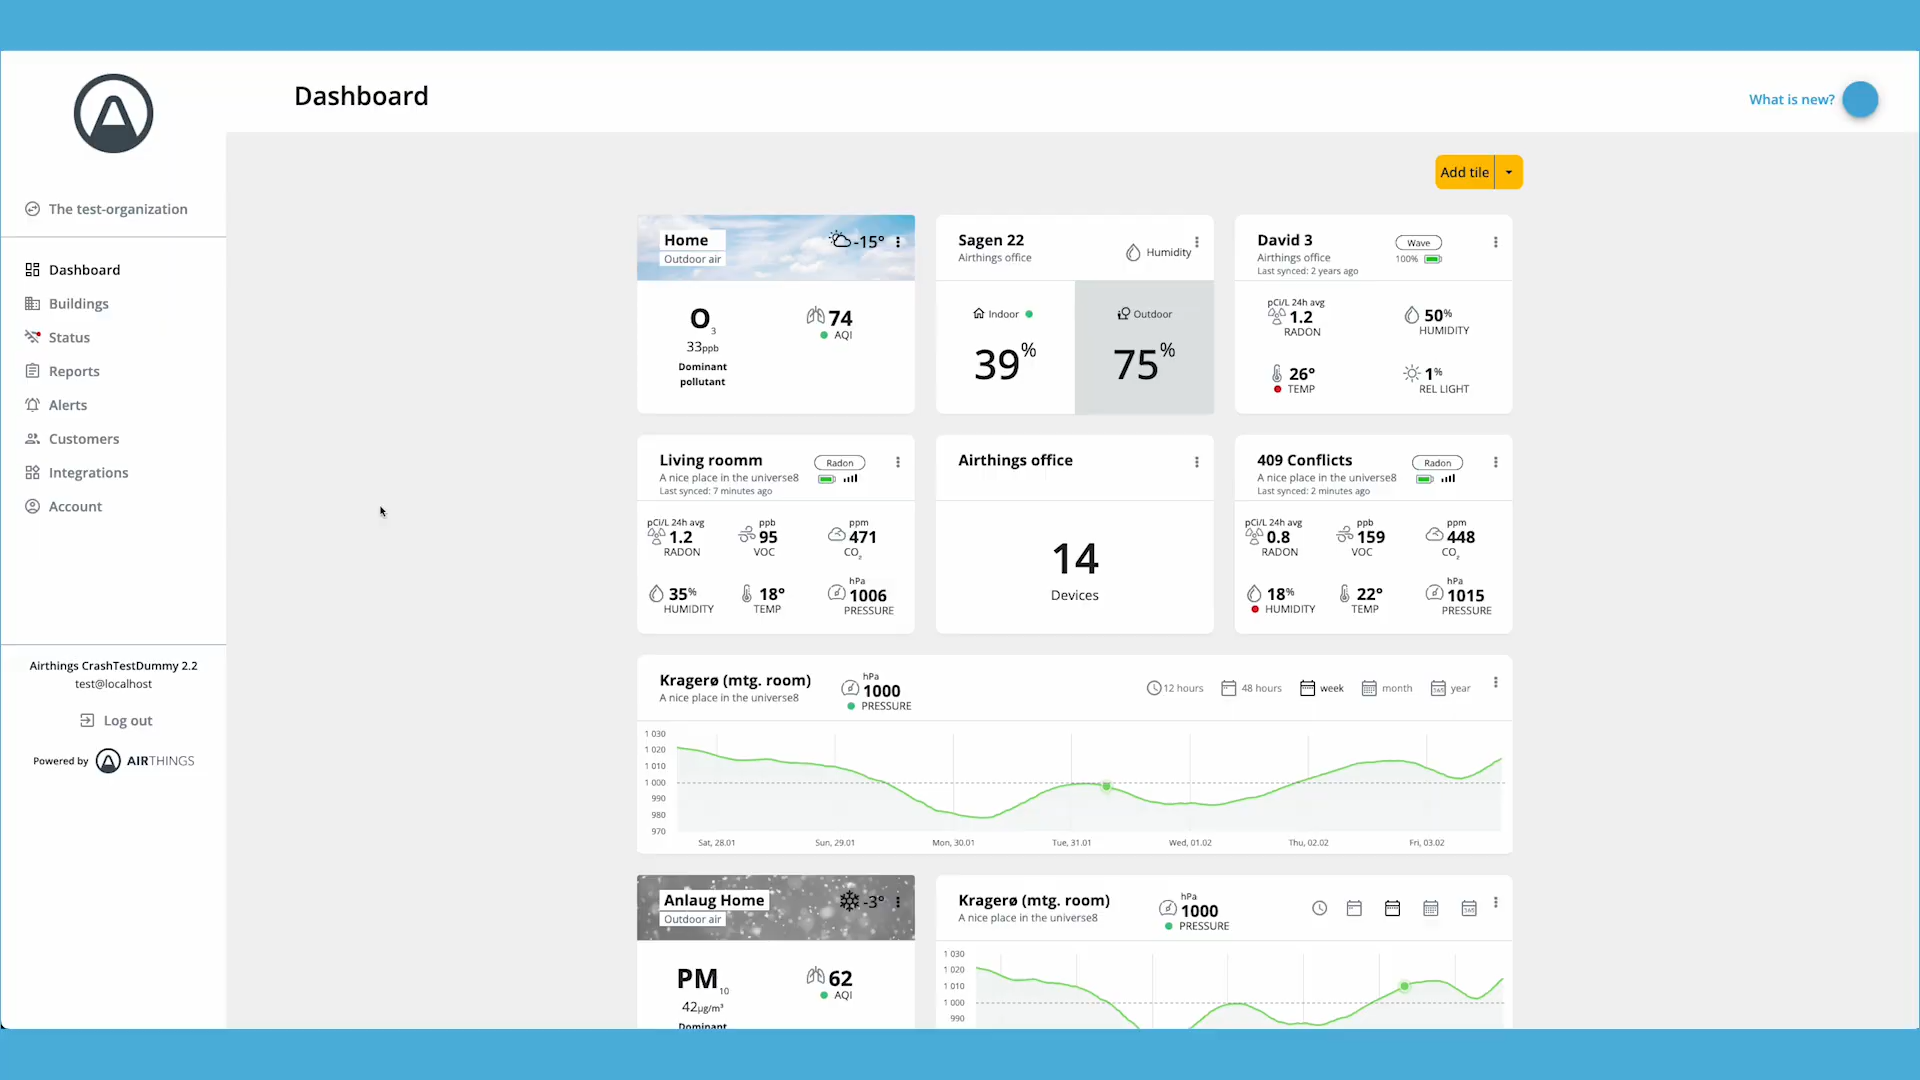 Dashboard
What is new?
The test-organization
Dashboard
Buildings
Status
Reports
Alerts
Customers
Integrations
Account
Airthings CrashTestDummy 2.2
test@localhost
Log out
Powered by AIRTHINGS
Add tile
Home
Outdoor air
-15°
O3
33ppb
Dominant
pollutant
74
AQI
Sagen 22
Airthings office
Humidity
Indoor
39%
Outdoor
75%
David 3
Airthings office
Last synced: 2 years ago
Wave
100%
pCi/L 24h avg
1.2
RADON
50%
HUMIDITY
26°
TEMP
1%
REL LIGHT
Living roomm
A nice place in the universe8
Last synced: 7 minutes ago
Radon
pCi/L 24h avg
1.2
RADON
ppb
95
VOC
ppm
471
CO2
35%
HUMIDITY
18°
TEMP
hPa
1006
PRESSURE
Airthings office
14
Devices
409 Conflicts
A nice place in the universe8
Last synced: 2 minutes ago
Radon
pCi/L 24h avg
0.8
RADON
ppb
159
VOC
ppm
448
CO2
18%
HUMIDITY
22°
TEMP
hPa
1015
PRESSURE
Kragerø (mtg. room)
A nice place in the universe8
hPa
1000
PRESSURE
12 hours
48 hours
week
month
365 year
1 030
1 020
1 010
1 000
990
980
970
Sat, 28.01
Sun, 29.01
Mon, 30.01
Tue, 31.01
Wed, 01.02
Thu, 02.02
Fri, 03.02
Anlaug Home
Outdoor air
-3°
PM10
42µg/m³
Dominant
62
AQI
Kragerø (mtg. room)
A nice place in the universe8
hPa
1000
PRESSURE
365
1 030
1 020
1 010
1 000
990